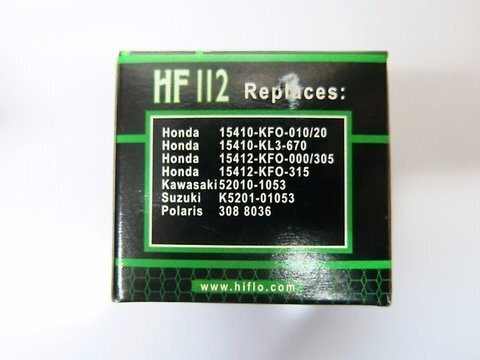 HF112 Replaces:
Honda 15410-KFO-010/20
Honda 15410-KL3-670
Honda 15412-KFO-000/305
Honda 15412-KFO-315
Kawasaki 52010-1053
Suzuki K5201-01053
Polaris 308 8036
www.hiflo.com